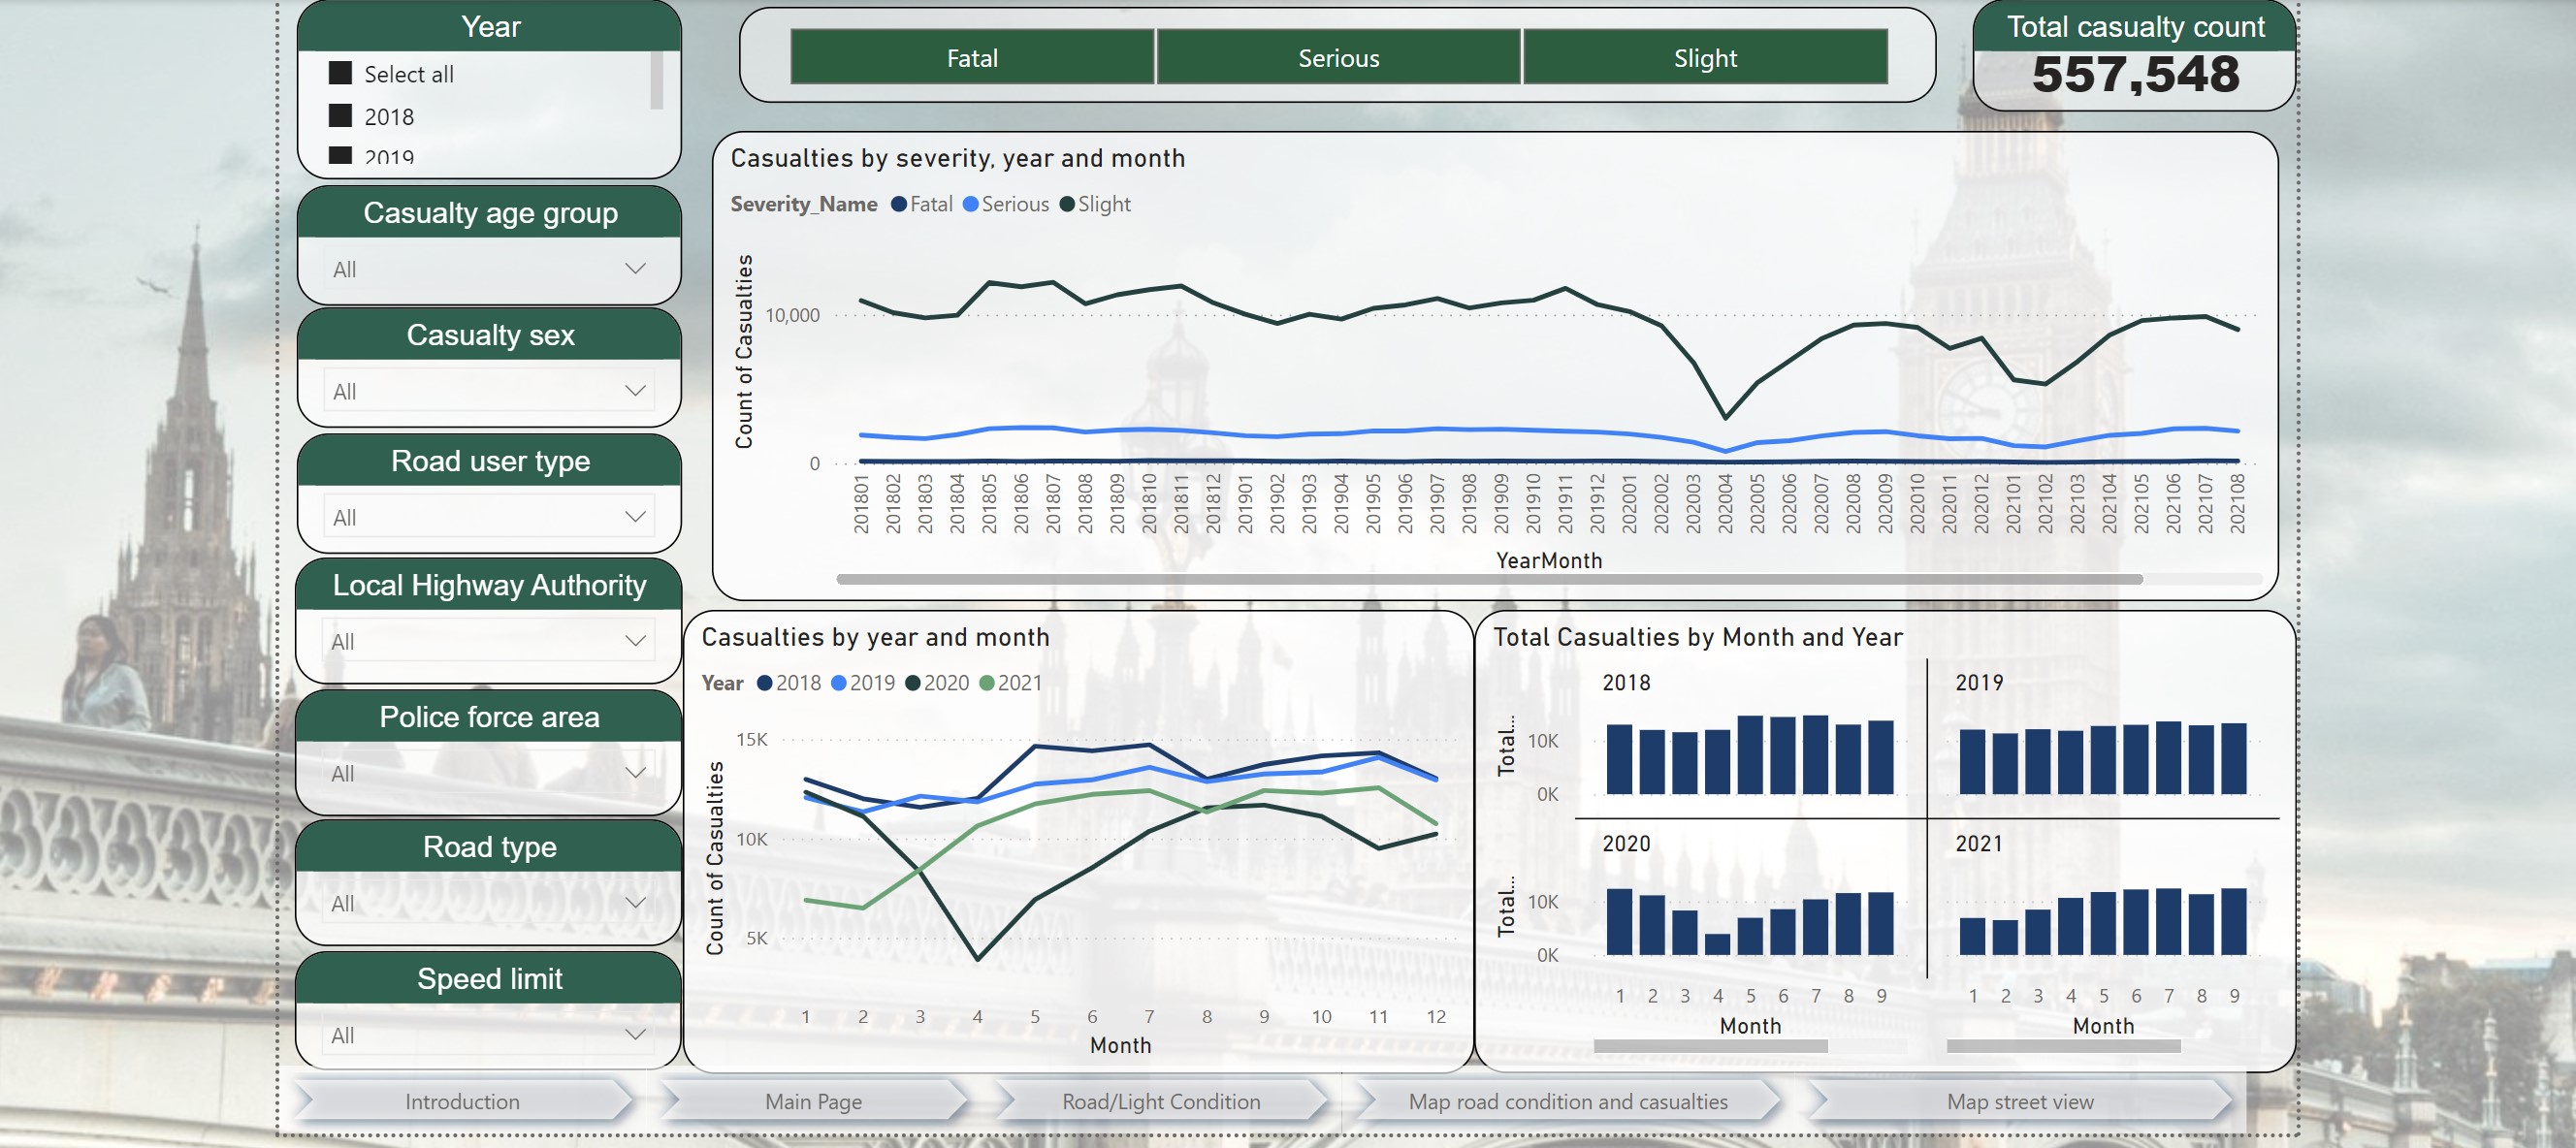 Year
Select all
2018
2019
Casualty age group
All
Casualty sex
All
Road user type
All
Local Highway Authority
All
Police force area
All
Road type
All
Speed limit
All
Fatal Serious Slight
Total casualty count
557,548
Casualties by severity, year and month
Severity_Name Fatal Serious Slight
Count of Casualties
10,000
0
201801 201802 201803 201804 201805 201806 201807 201808 201809 201810 201811 201812 201901 201902 201903 201904 201905 201906 201907 201908 201909 201910 201911 201912 202001 202002 202003 202004 202005 202006 202007 202008 202009 202010 202011 202012 202101 202102 202103 202104 202105 202106 202107 202108
YearMonth
Casualties by year and month
Year 2018 2019 2020 2021
Count of Casualties
15K
10K
5K
1 2 3 4 5 6 7 8 9 10 11 12
Month
Total Casualties by Month and Year
2018 2019
Total...
10K
0K
2020 2021
Total...
10K
0K
1 2 3 4 5 6 7 8 9 1 2 3 4 5 6 7 8 9
Month Month
Introduction Main Page Road/Light Condition Map road condition and casualties Map street view